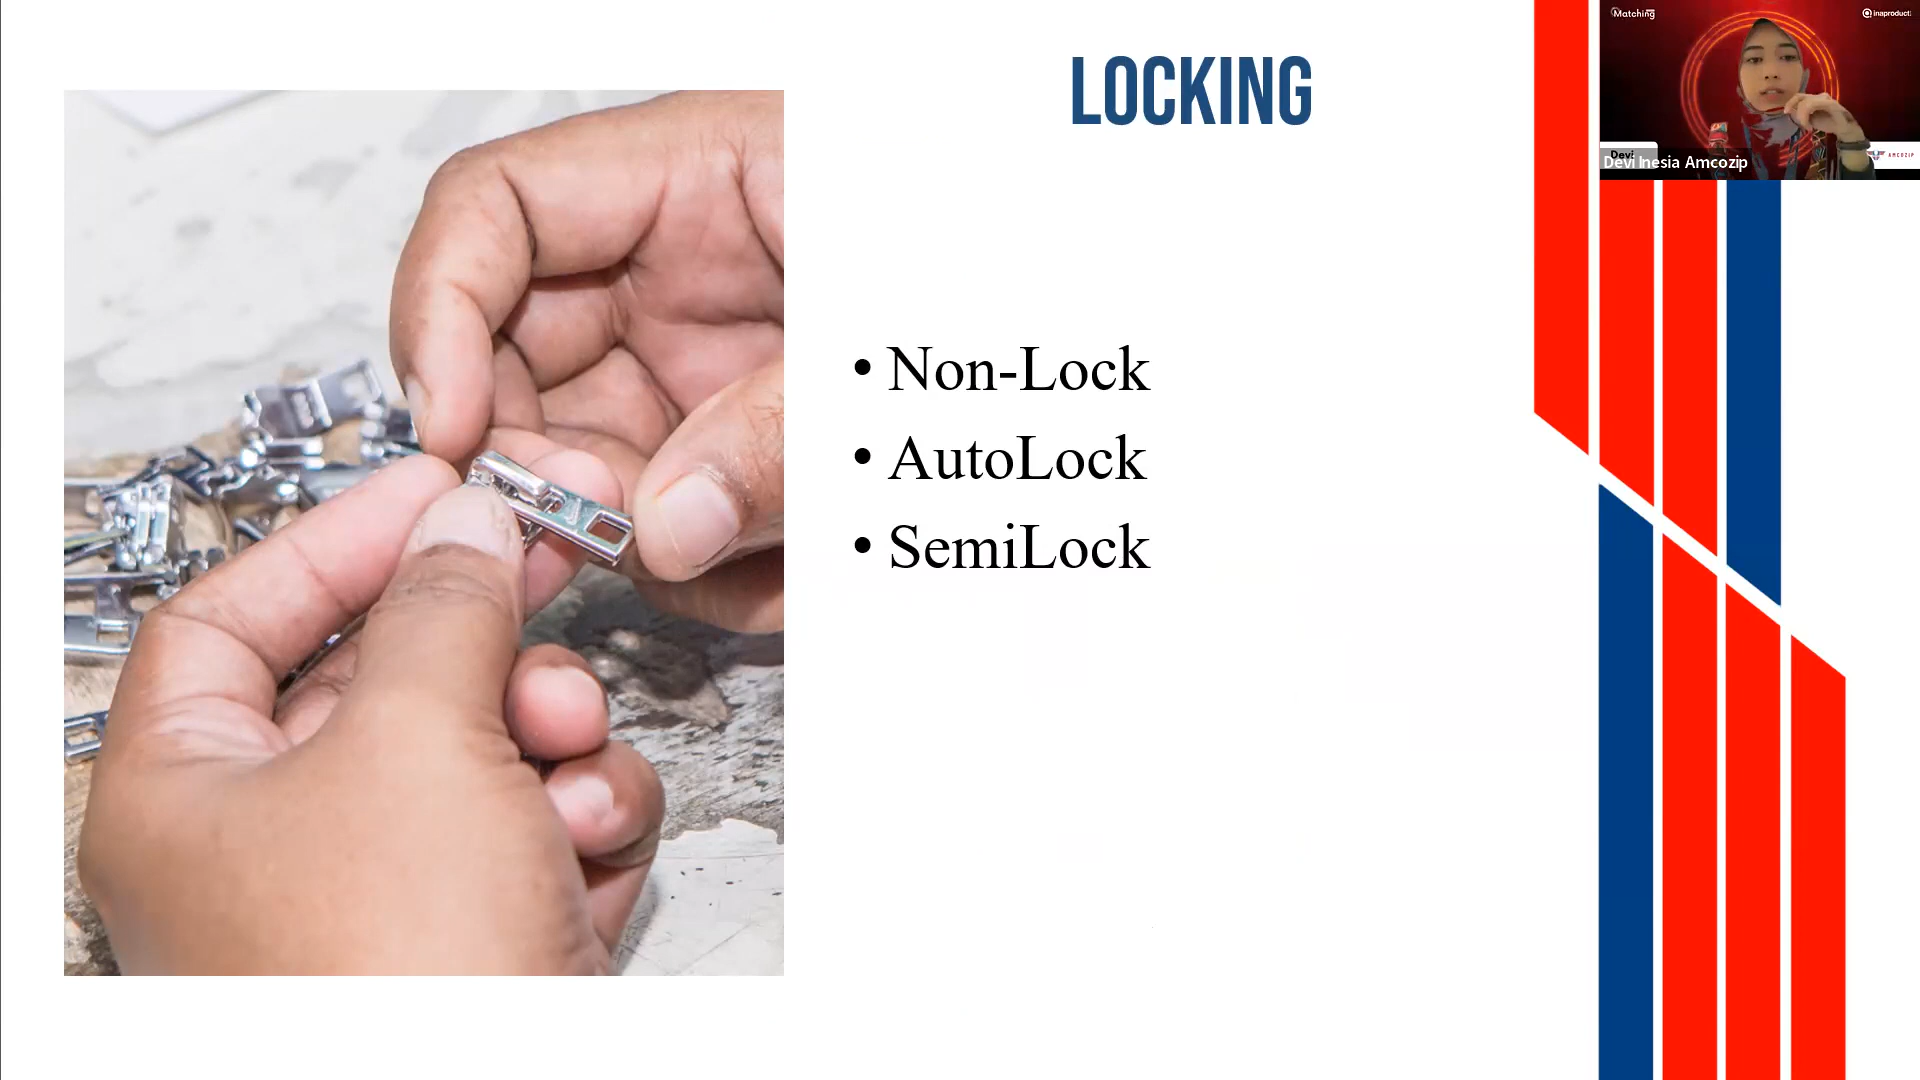 LOCKING
• Non-Lock
• AutoLock
• SemiLock
Matching
inaproduct
Devi
Devi Inesia Amcozip
AMCOZIP